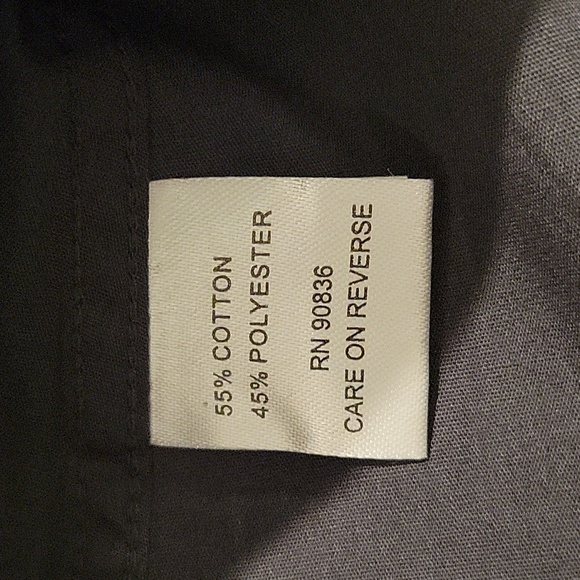 55% COTTON
45% POLYESTER
RN 90836
CARE ON REVERSE